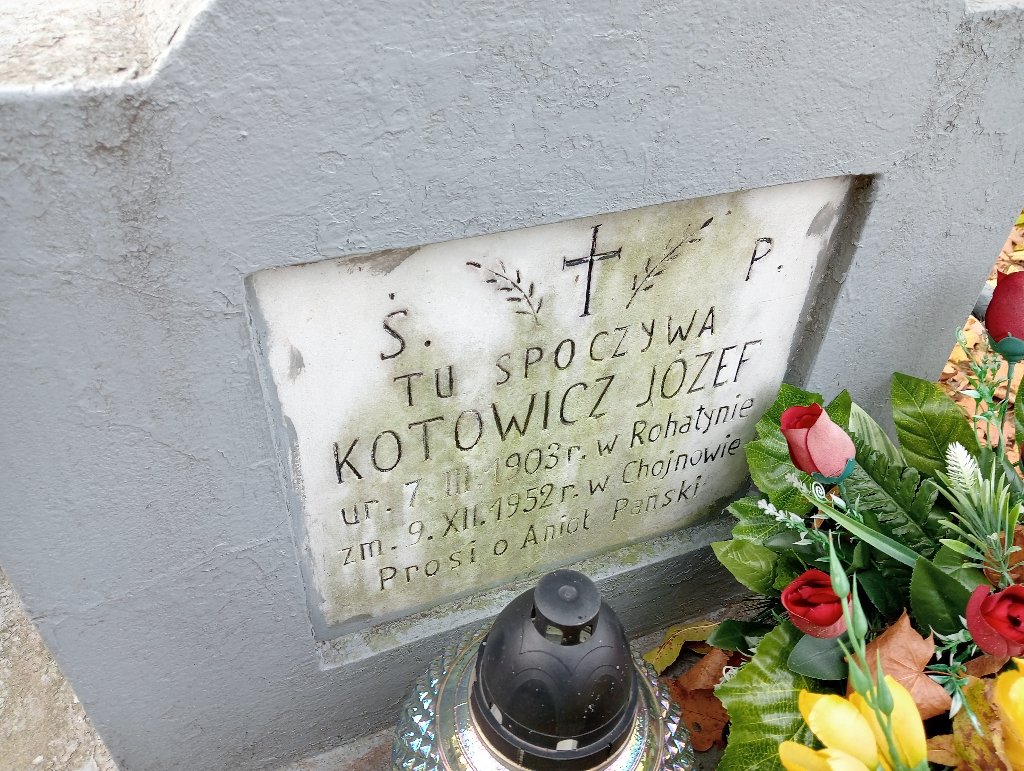 Ś. P.
TU SPOCZYWA
KOTOWICZ JÓZEF
ur. 7. III. 1903 r. w Rohatynie
zm. 9. XII. 1952 r. w Chojnowie
Prosi o Anioł Pański